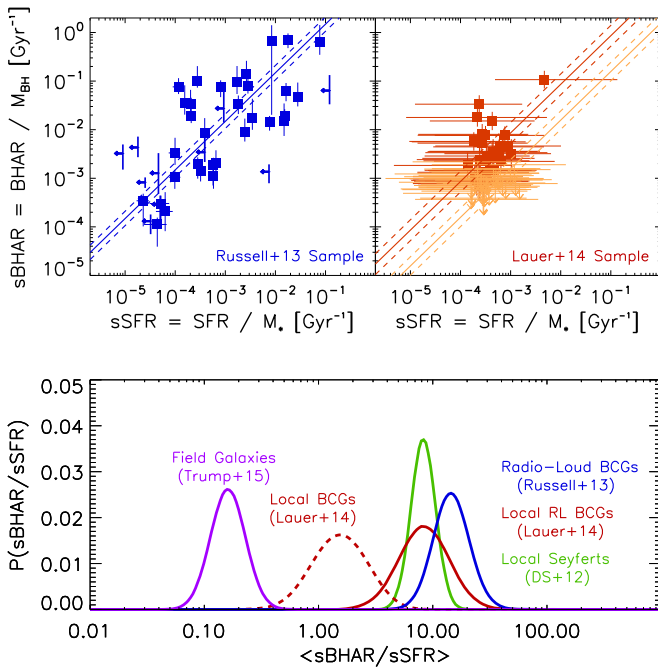 sBHAR = BHAR / M_BH [Gyr⁻¹]
10⁰
10⁻¹
10⁻²
10⁻³
10⁻⁴
10⁻⁵
Russell+13 Sample
Lauer+14 Sample
10⁻⁵ 10⁻⁴ 10⁻³ 10⁻² 10⁻¹
10⁻⁵ 10⁻⁴ 10⁻³ 10⁻² 10⁻¹
sSFR = SFR / M_* [Gyr⁻¹]
sSFR = SFR / M_* [Gyr⁻¹]
P(sBHAR/sSFR)
0.05
0.04
0.03
0.02
0.01
0.00
Field Galaxies
(Trump+15)
Local BCGs
(Lauer+14)
Radio-Loud BCGs
(Russell+13)
Local RL BCGs
(Lauer+14)
Local Seyferts
(DS+12)
0.01 0.10 1.00 10.00 100.00
<sBHAR/sSFR>